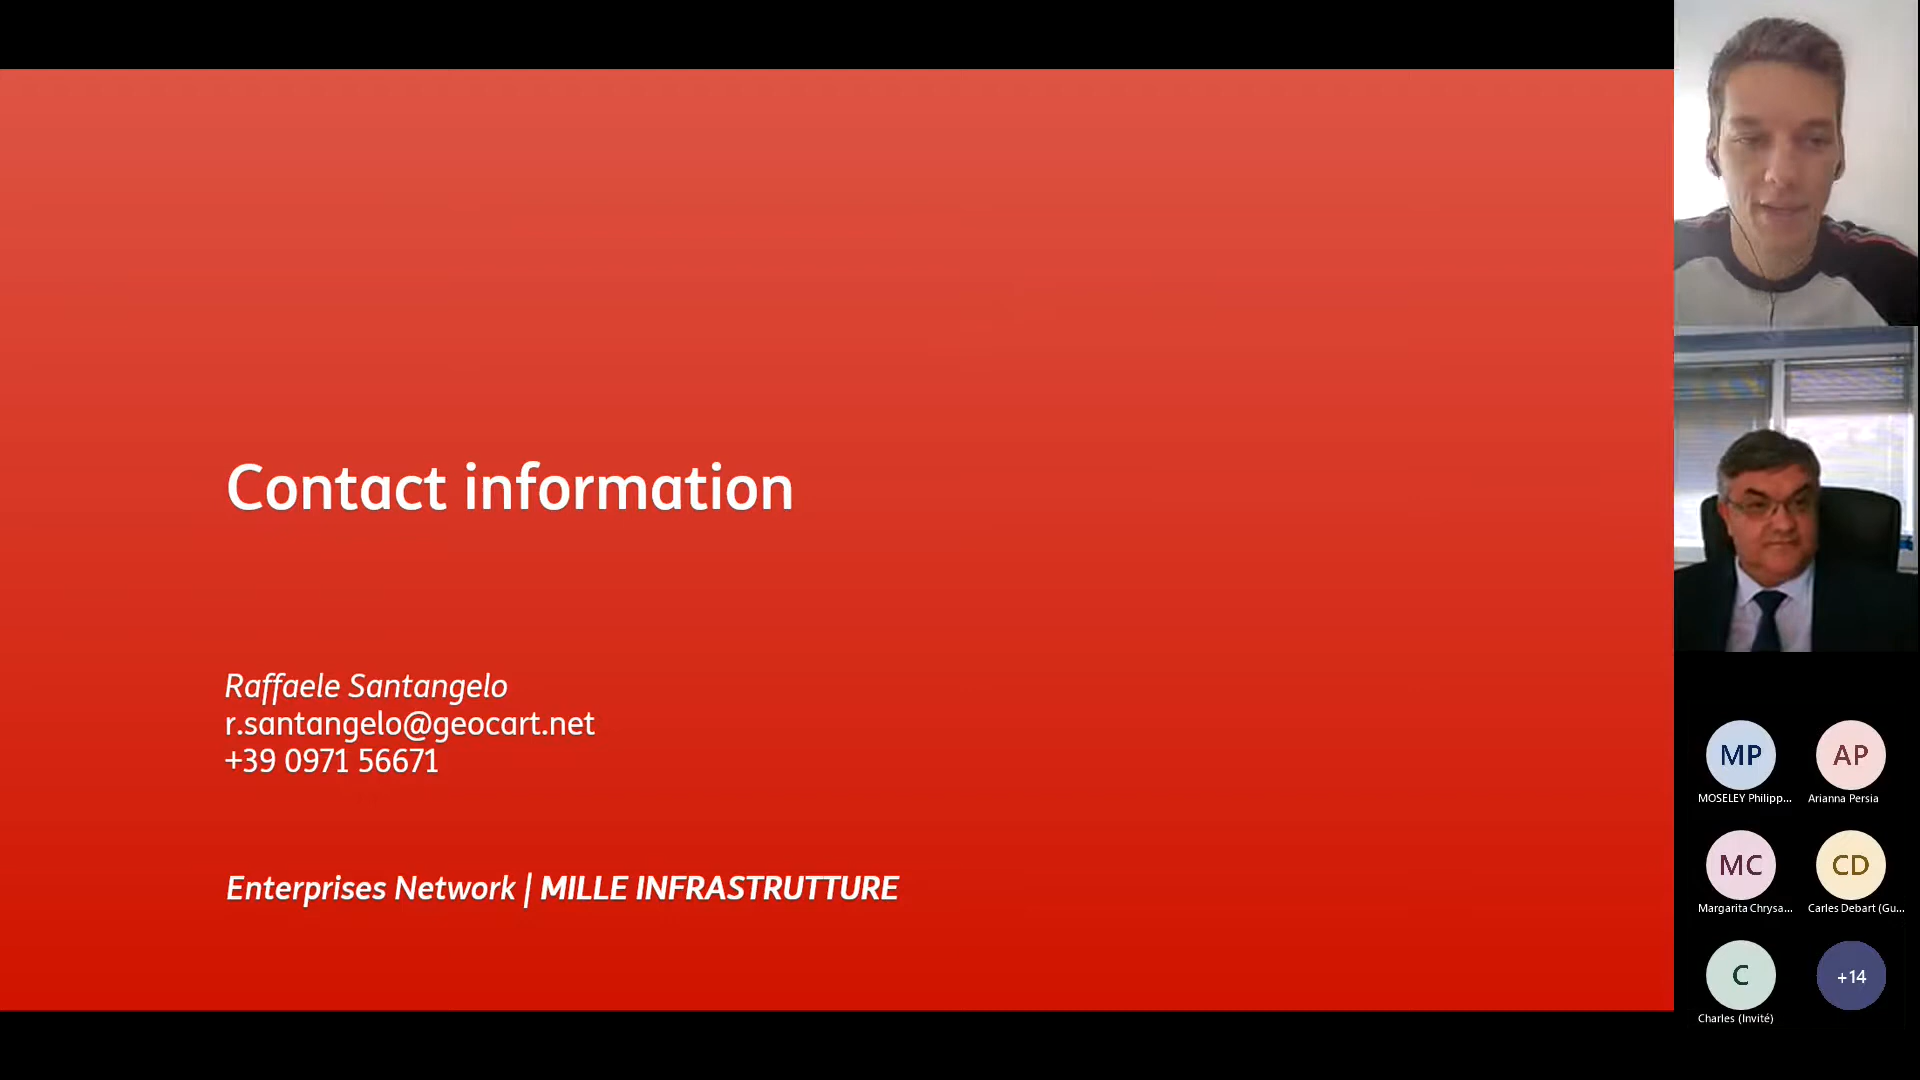 Contact information
Raffaele Santangelo
r.santangelo@geocart.net
+39 0971 56671
Enterprises Network | MILLE INFRASTRUTTURE
MP
AP
MOSELEY Philipp...
Arianna Persia
MC
CD
Margarita Chrysa...
Carles Debart (Gu...
C
+14
Charles (Invité)